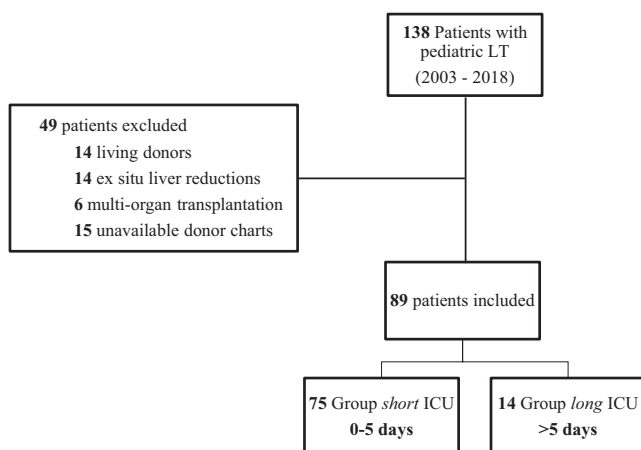 138 Patients with
pediatric LT
(2003 - 2018)
49 patients excluded
14 living donors
14 ex situ liver reductions
6 multi-organ transplantation
15 unavailable donor charts
89 patients included
75 Group short ICU
0-5 days
14 Group long ICU
>5 days